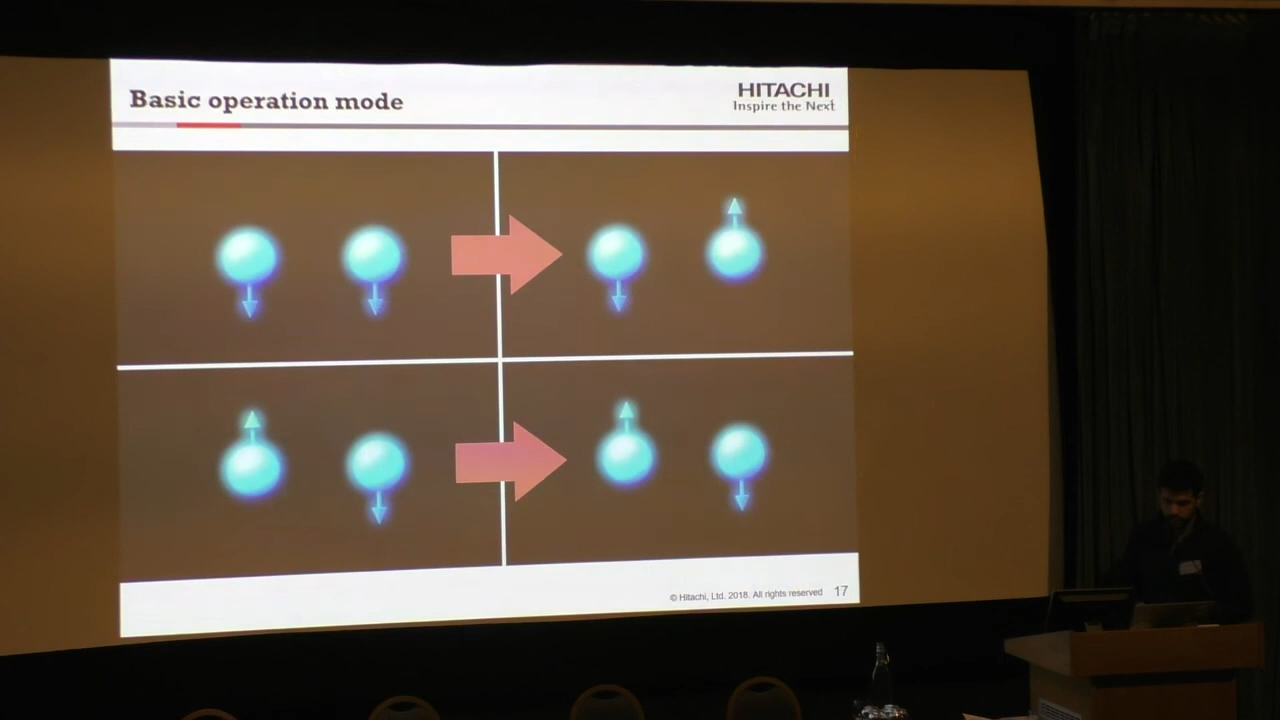 Basic operation mode
HITACHI
Inspire the Next
© Hitachi, Ltd. 2018. All rights reserved
17